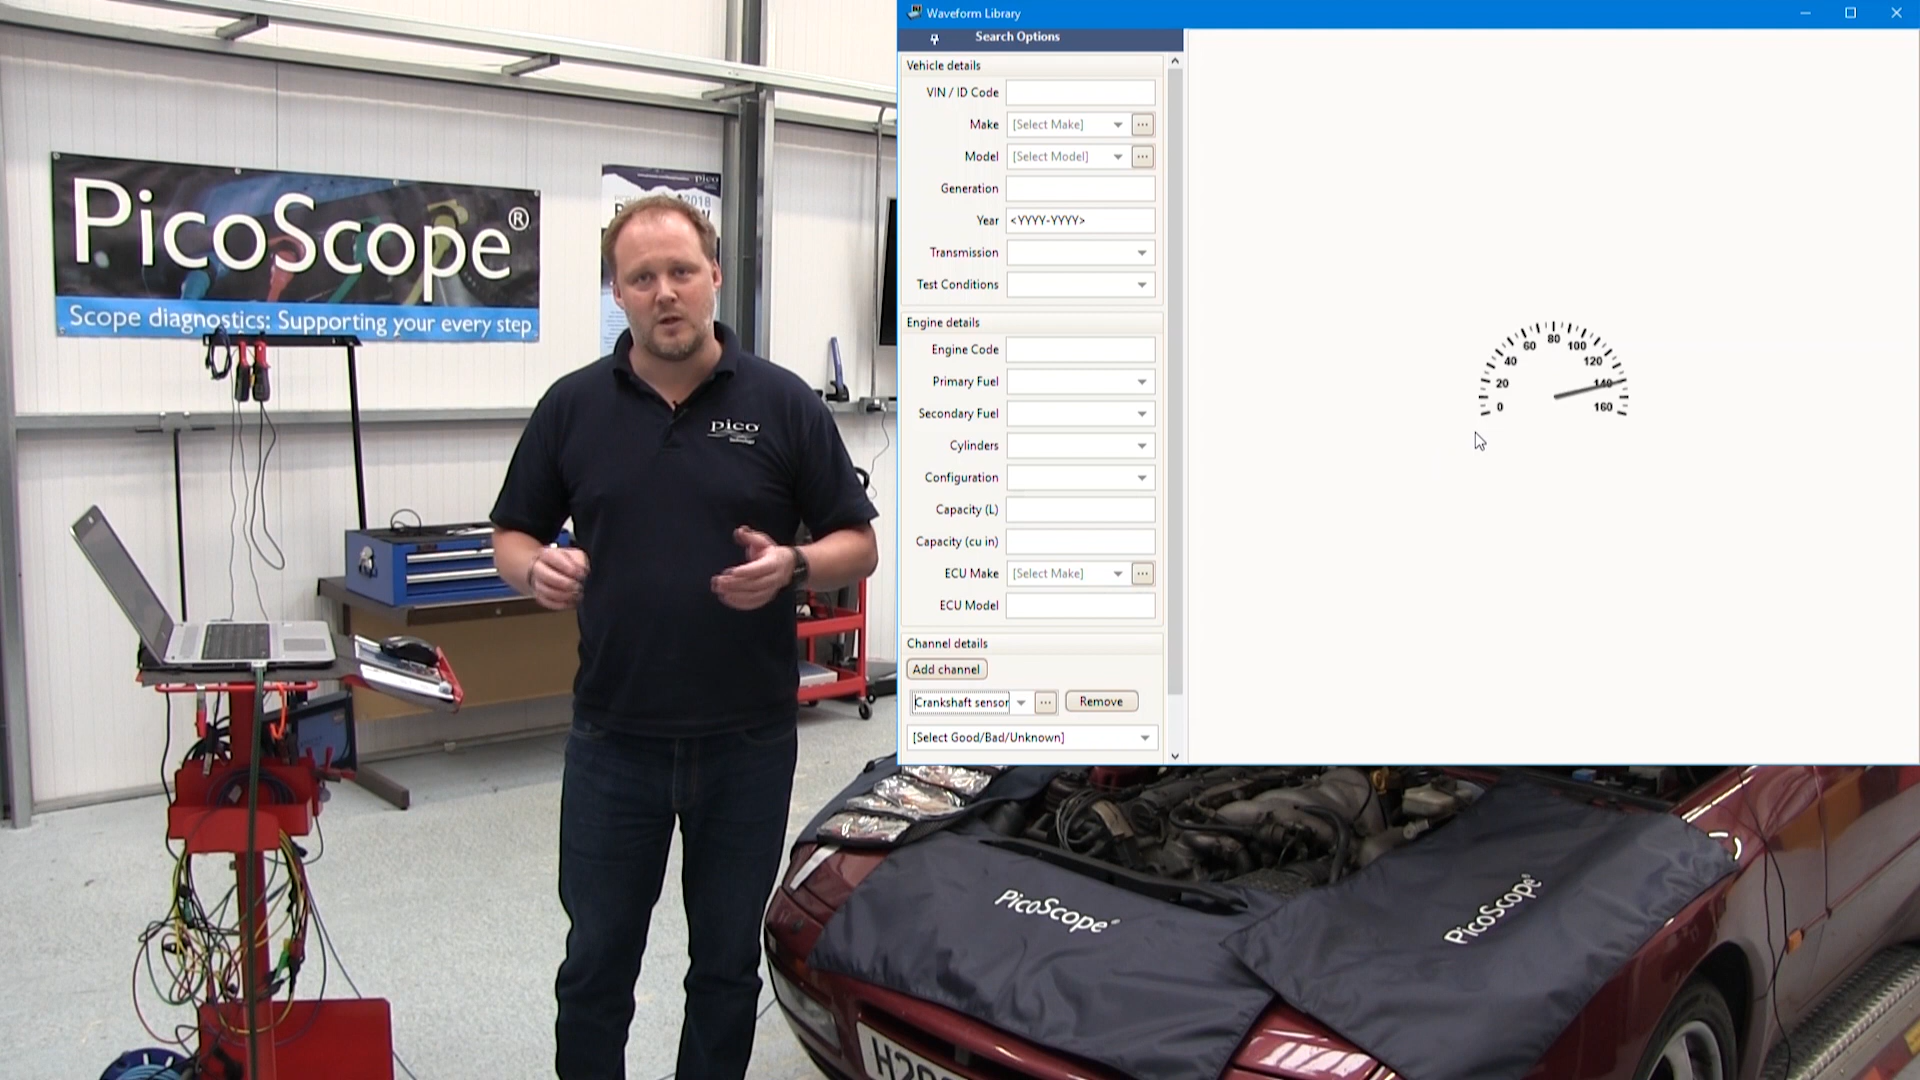 PicoScope®
Scope diagnostics: Supporting your every step
pico
2018
pico
Technology
Waveform Library
Search Options
Vehicle details
VIN / ID Code
Make [Select Make] ...
Model [Select Model] ...
Generation
Year <YYYY-YYYY>
Transmission
Test Conditions
Engine details
Engine Code
Primary Fuel
Secondary Fuel
Cylinders
Configuration
Capacity (L)
Capacity (cu in)
ECU Make [Select Make] ...
ECU Model
Channel details
Add channel
Crankshaft sensor ... Remove
[Select Good/Bad/Unknown]
0 20 40 60 80 100 120 140 160
PicoScope®
PicoScope®